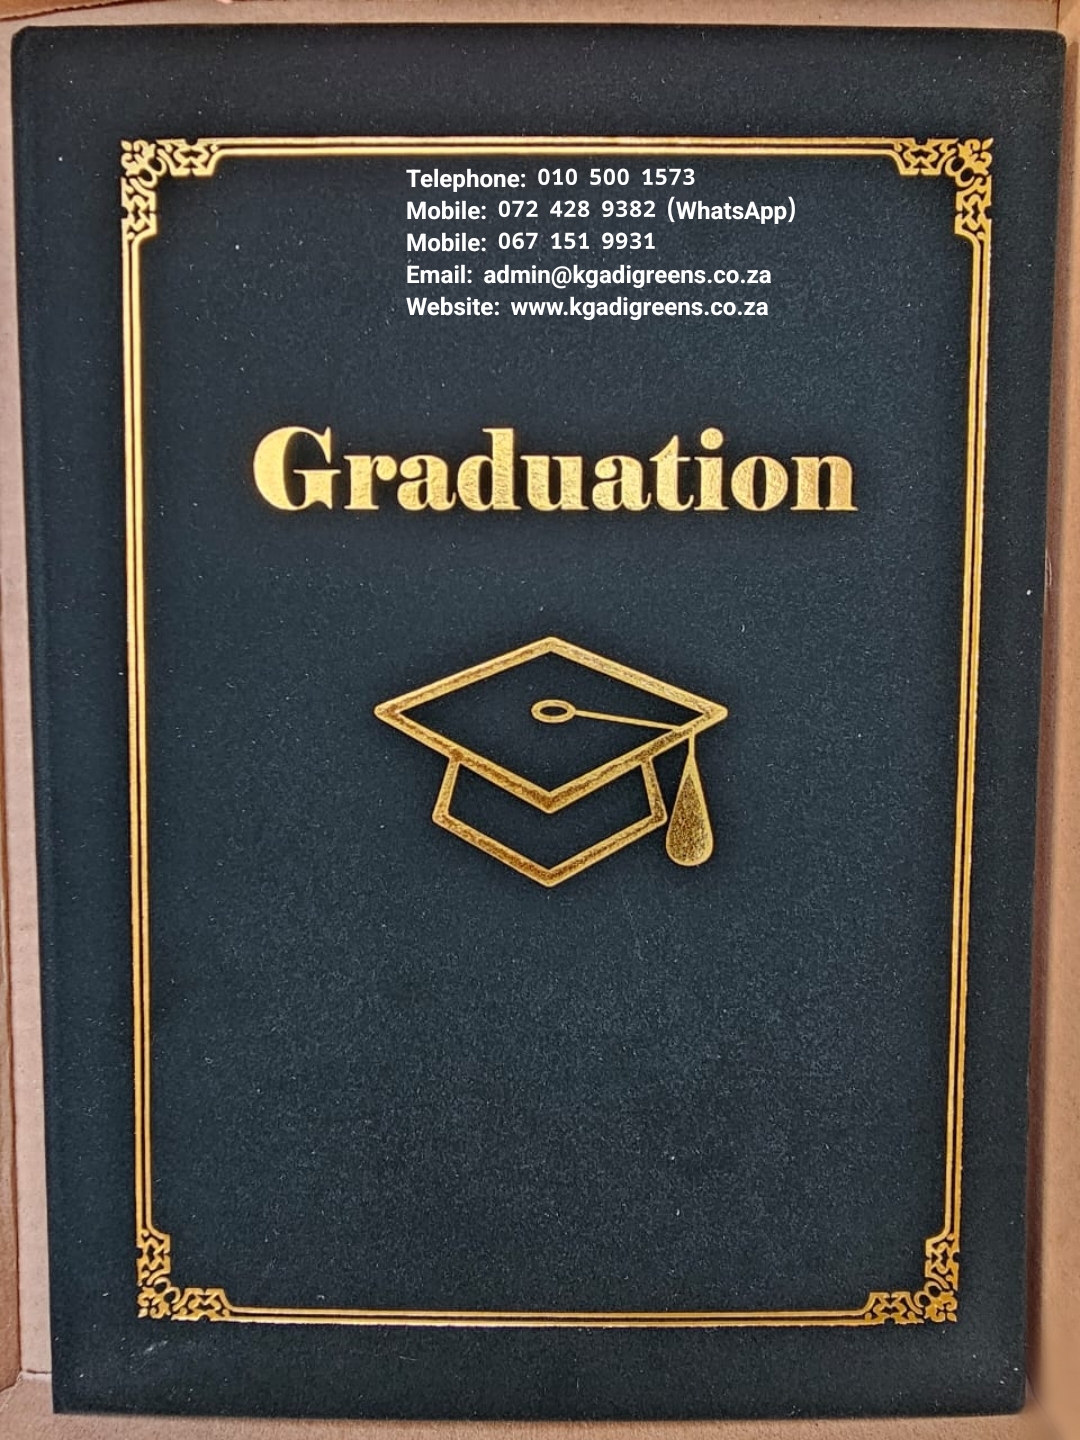 Telephone: 010 500 1573
Mobile: 072 428 9382 (WhatsApp)
Mobile: 067 151 9931
Email: admin@kgadigreens.co.za
Website: www.kgadigreens.co.za
Graduation